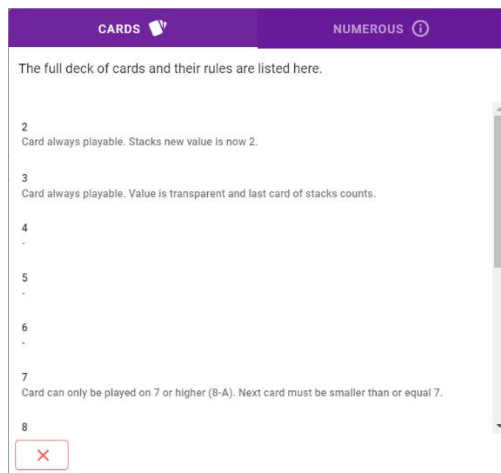 CARDS
NUMEROUS
The full deck of cards and their rules are listed here.
2
Card always playable. Stacks new value is now 2.
3
Card always playable. Value is transparent and last card of stacks counts.
4
-
5
-
6
-
7
Card can only be played on 7 or higher (8-A). Next card must be smaller than or equal 7.
8